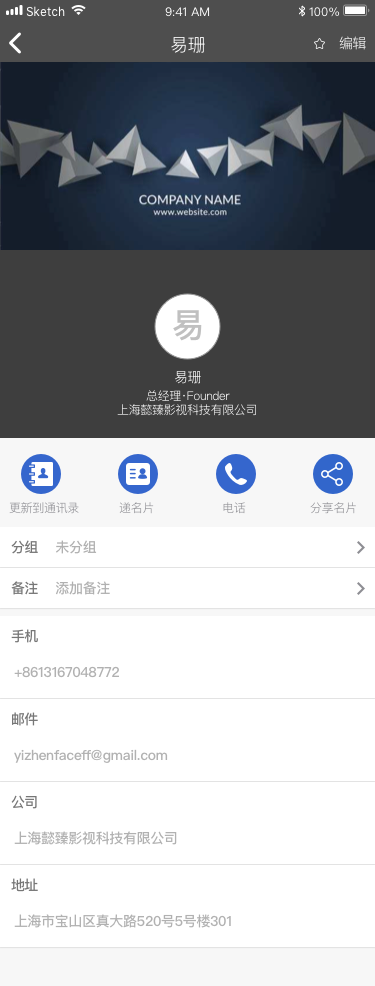 Sketch 9:41 AM 100%
易珊 编辑
COMPANY NAME
www.website.com
易
易珊
总经理·Founder
上海懿臻影视科技有限公司
更新到通讯录 递名片 电话 分享名片
分组 未分组
备注 添加备注
手机
+8613167048772
邮件
yizhenfaceff@gmail.com
公司
上海懿臻影视科技有限公司
地址
上海市宝山区真大路520号5号楼301